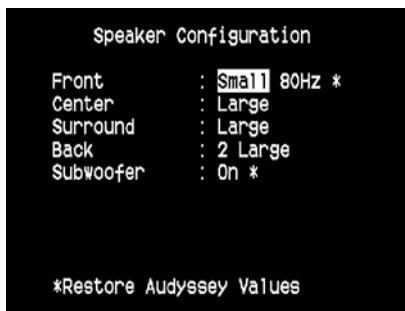 Speaker Configuration
Front : Small 80Hz *
Center : Large
Surround : Large
Back : 2 Large
Subwoofer : On *
*Restore Audyssey Values